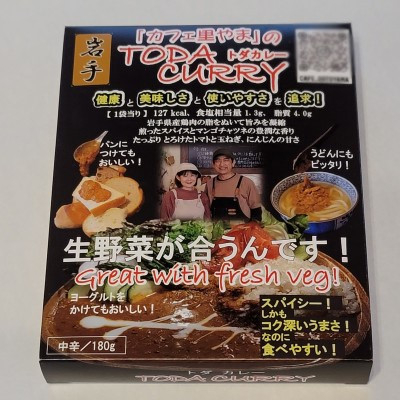 岩手
「カフェ里やま」の
TODA トダカレー
CURRY
健康と美味しさと使いやすさを追求！
【1袋当り】127 kcal、食塩相当量 1.3g、脂質 4.0g
岩手県産鶏肉の脂をぬいて旨みを凝縮
煎ったスパイスとマンゴチャツネの豊潤な香り
たっぷり とろけたトマトと玉ねぎ、にんじんの甘さ
パンに
つけても
おいしい！
うどんにも
ピッタリ！
生野菜が合うんです！
Great with fresh veg!
ヨーグルトを
かけてもおいしい！
スパイシー！
しかも
コク深いうまさ！
なのに
食べやすい！
中辛／180g
トダ カレー
TODA CURRY